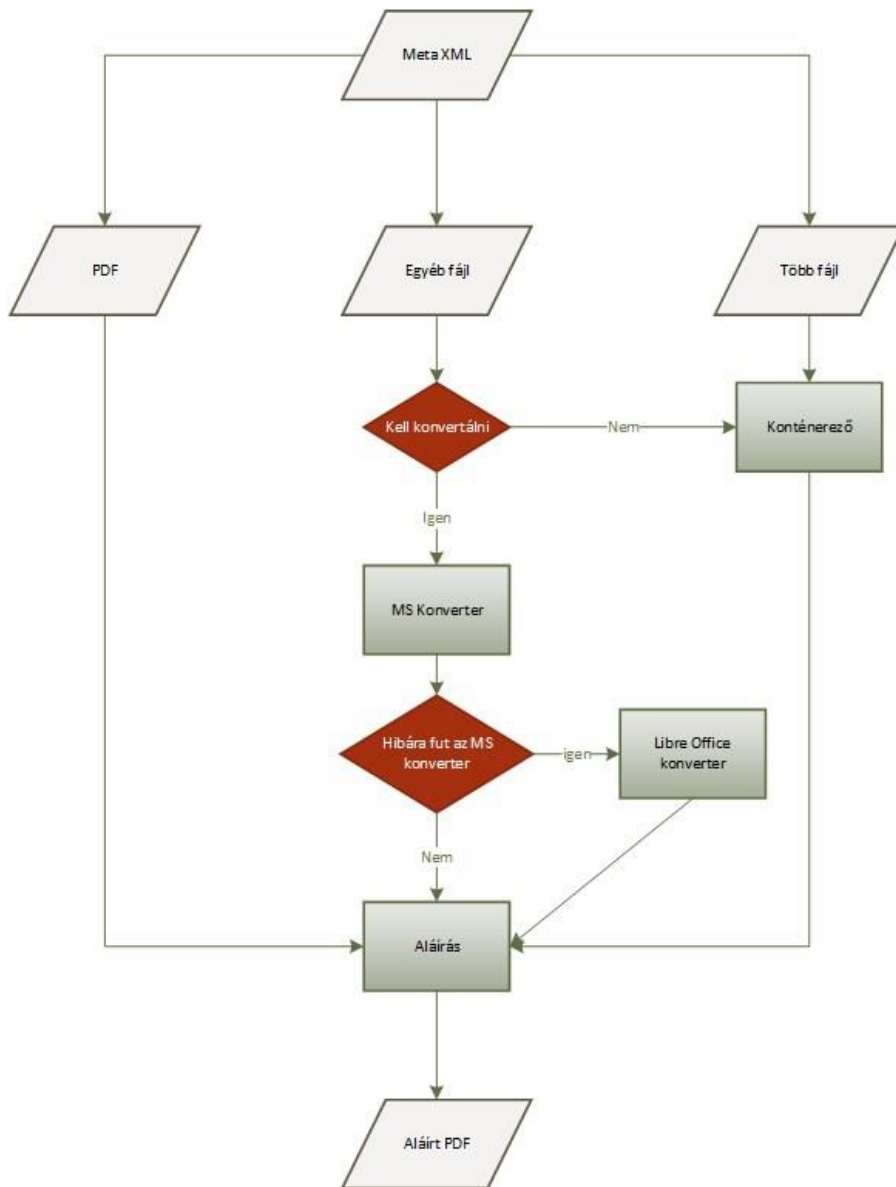 Meta XML
PDF
Egyéb fájl
Több fájl
Kell konvertálni
Nem
Konténerező
Igen
MS Konverter
Hibára fut az MS
konverter
igen
Libre Office
konverter
Nem
Aláírás
Aláírt PDF